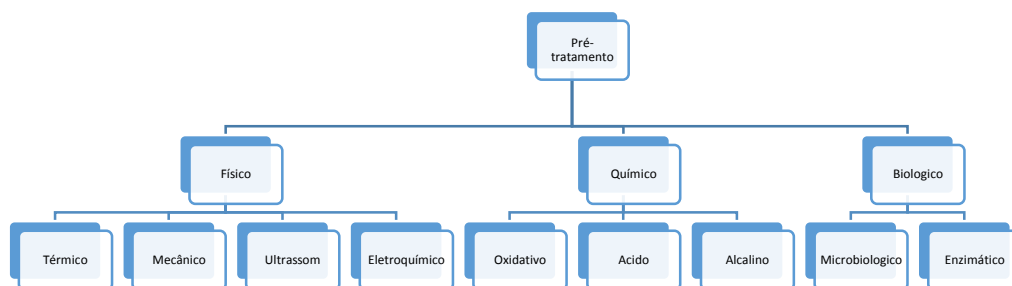 Pré-
tratamento
Físico
Químico
Biologico
Térmico
Mecânico
Ultrassom
Eletroquímico
Oxidativo
Acido
Alcalino
Microbiologico
Enzimático